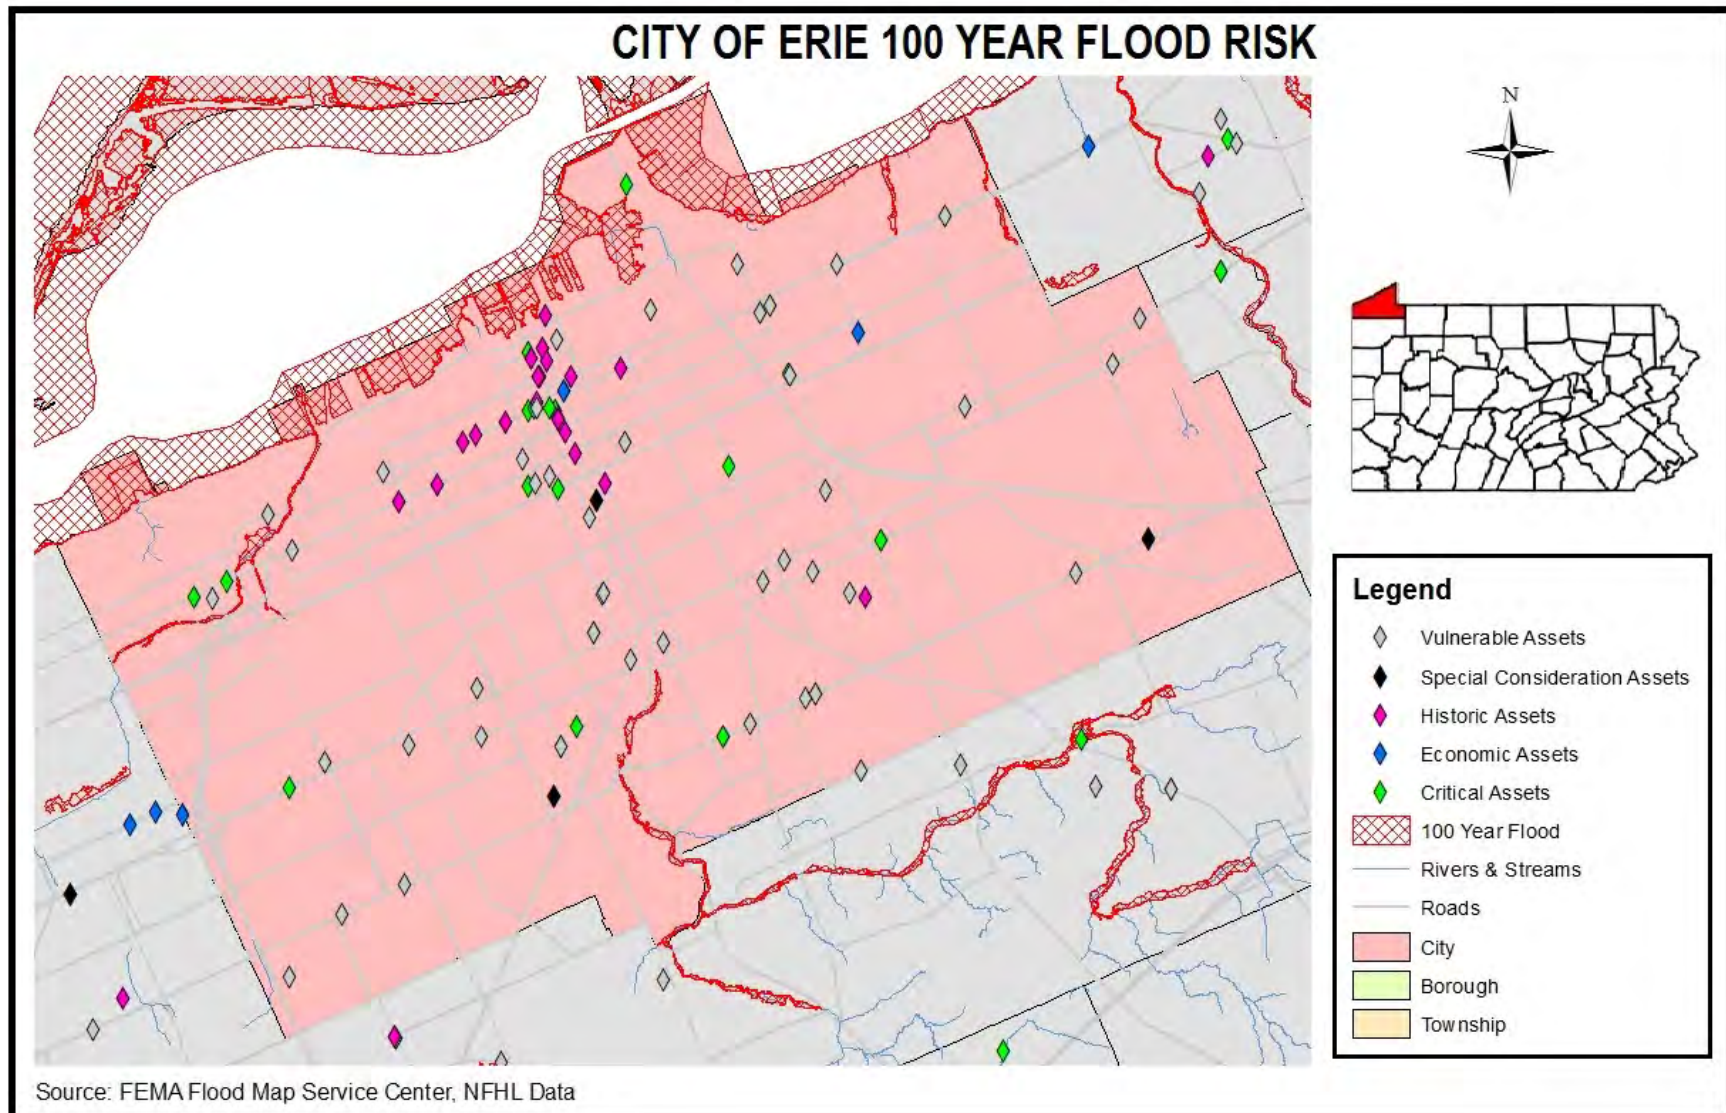 CITY OF ERIE 100 YEAR FLOOD RISK
N
Legend
Vulnerable Assets
Special Consideration Assets
Historic Assets
Economic Assets
Critical Assets
100 Year Flood
Rivers & Streams
Roads
City
Borough
Township
Source: FEMA Flood Map Service Center, NFHL Data